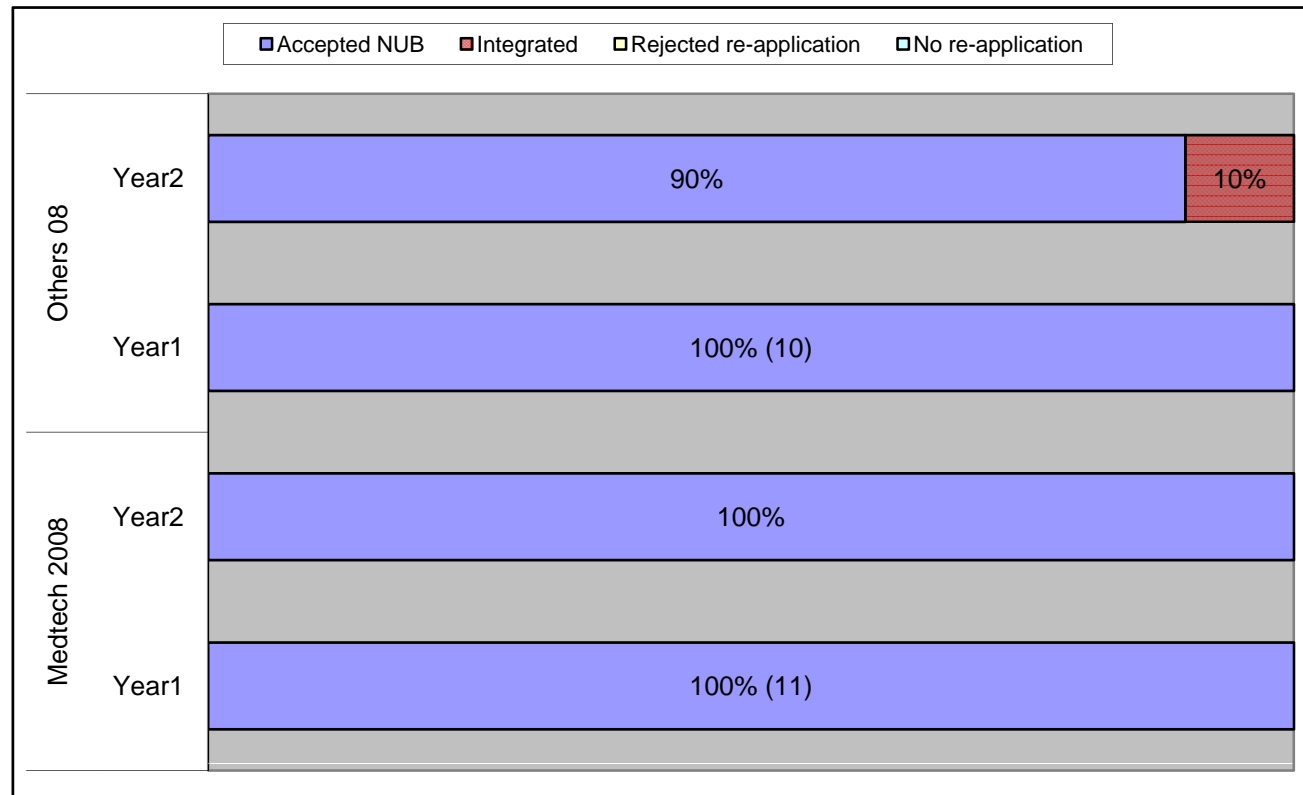 Accepted NUB Integrated Rejected re-application No re-application
Others 08
Year2
90%
10%
Year1
100% (10)
Medtech 2008
Year2
100%
Year1
100% (11)